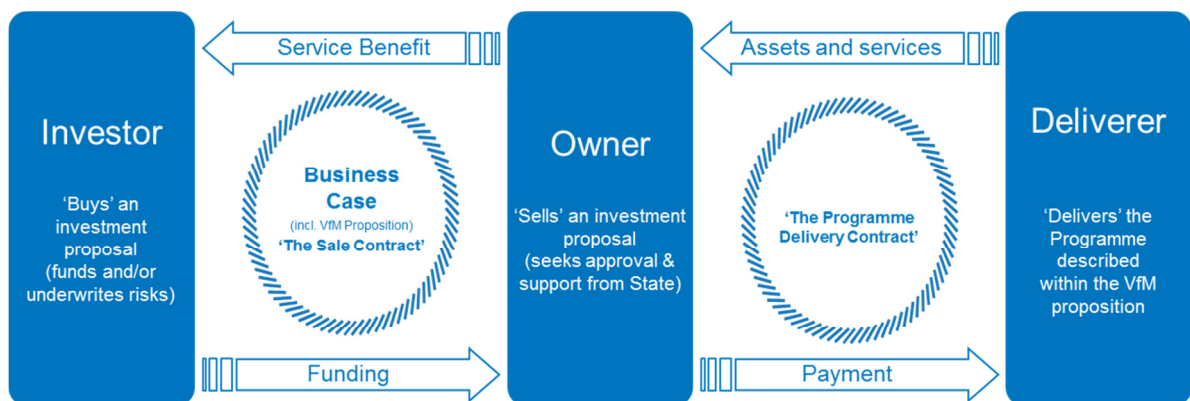 Investor
‘Buys’ an
investment
proposal
(funds and/or
underwrites risks)
Service Benefit
Business
Case
(incl. VfM Proposition)
‘The Sale Contract’
Funding
Owner
‘Sells’ an investment
proposal
(seeks approval &
support from State)
Assets and services
‘The Programme
Delivery Contract’
Payment
Deliverer
‘Delivers’ the
Programme
described
within the VfM
proposition